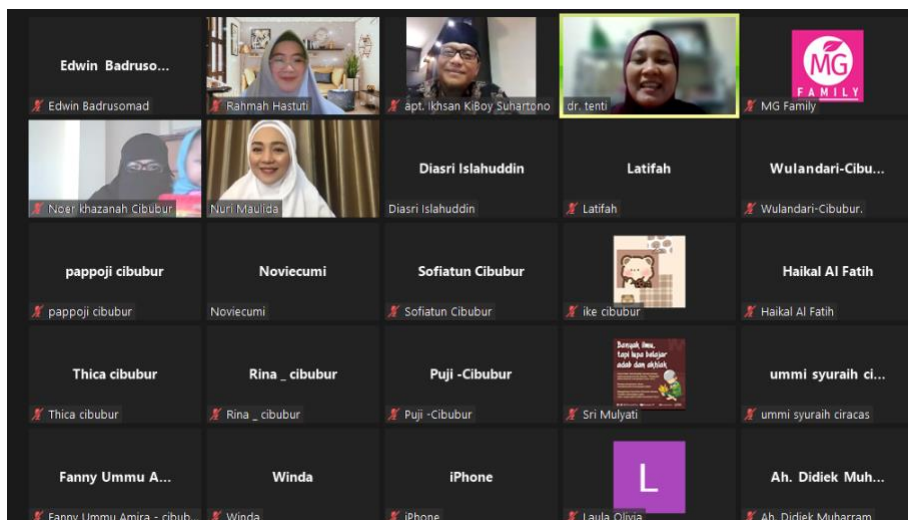 Edwin Badruso...
Edwin Badrusomad
Rahmah Hastuti
apt. Ikhsan KiBoy Suhartono
dr. tenti
MG
FAMILY
MG Family
Noer khazanah Cibubur
Nuri Maulida
Diasri Islahuddin
Diasri Islahuddin
Latifah
Latifah
Wulandari-Cibu...
Wulandari-Cibubur.
pappoji cibubur
pappoji cibubur
Noviecumi
Noviecumi
Sofiatun Cibubur
Sofiatun Cibubur
ike cibubur
Haikal Al Fatih
Haikal Al Fatih
Thica cibubur
Thica cibubur
Rina _ cibubur
Rina _ cibubur
Puji -Cibubur
Puji -Cibubur
Banyak ilmu,
tapi lupa belajar
adab dan akhlak
Sri Mulyati
ummi syuraih ci...
ummi syuraih ciracas
Fanny Ummu A...
Fanny Ummu Amira - cibub...
Winda
Winda
iPhone
iPhone
L
Laula Olivia
Ah. Didiek Muh...
Ah. Didiek Muharram